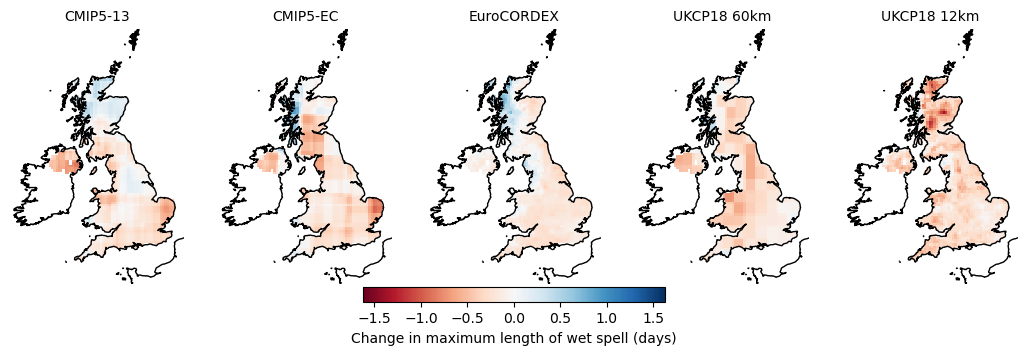 CMIP5-13 CMIP5-EC EuroCORDEX UKCP18 60km UKCP18 12km
−1.5 −1.0 −0.5 0.0 0.5 1.0 1.5
Change in maximum length of wet spell (days)